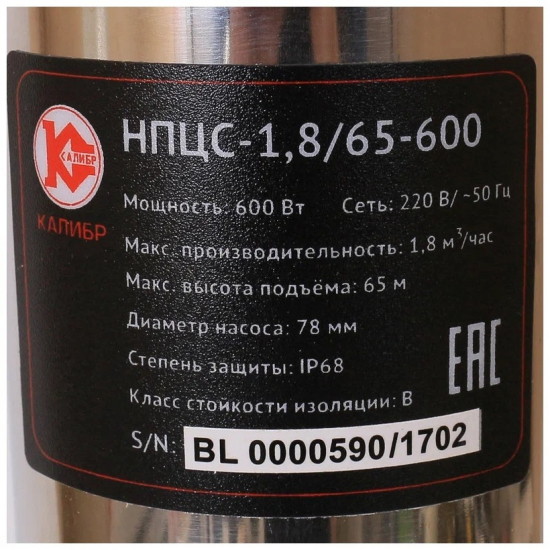 КАЛИБР
КАЛИБР
НПЦС-1,8/65-600
Мощность: 600 Вт Сеть: 220 В/ ~50 Гц
Макс. производительность: 1,8 м³/час
Макс. высота подъёма: 65 м
Диаметр насоса: 78 мм
Степень защиты: IP68
Класс стойкости изоляции: В
EAC
S/N: BL 0000590/1702